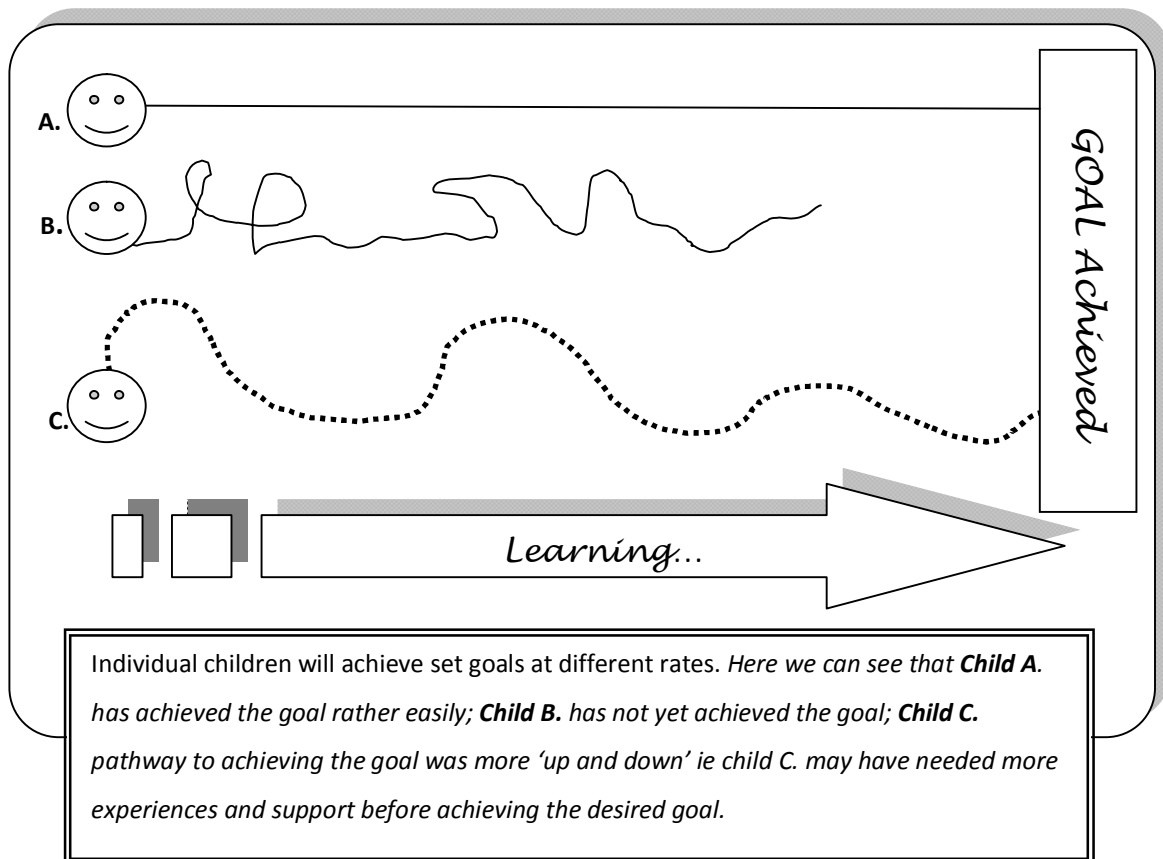 A.
B.
C.
GOAL Achieved
Learning...
Individual children will achieve set goals at different rates. Here we can see that Child A.
has achieved the goal rather easily; Child B. has not yet achieved the goal; Child C.
pathway to achieving the goal was more ‘up and down’ ie child C. may have needed more
experiences and support before achieving the desired goal.